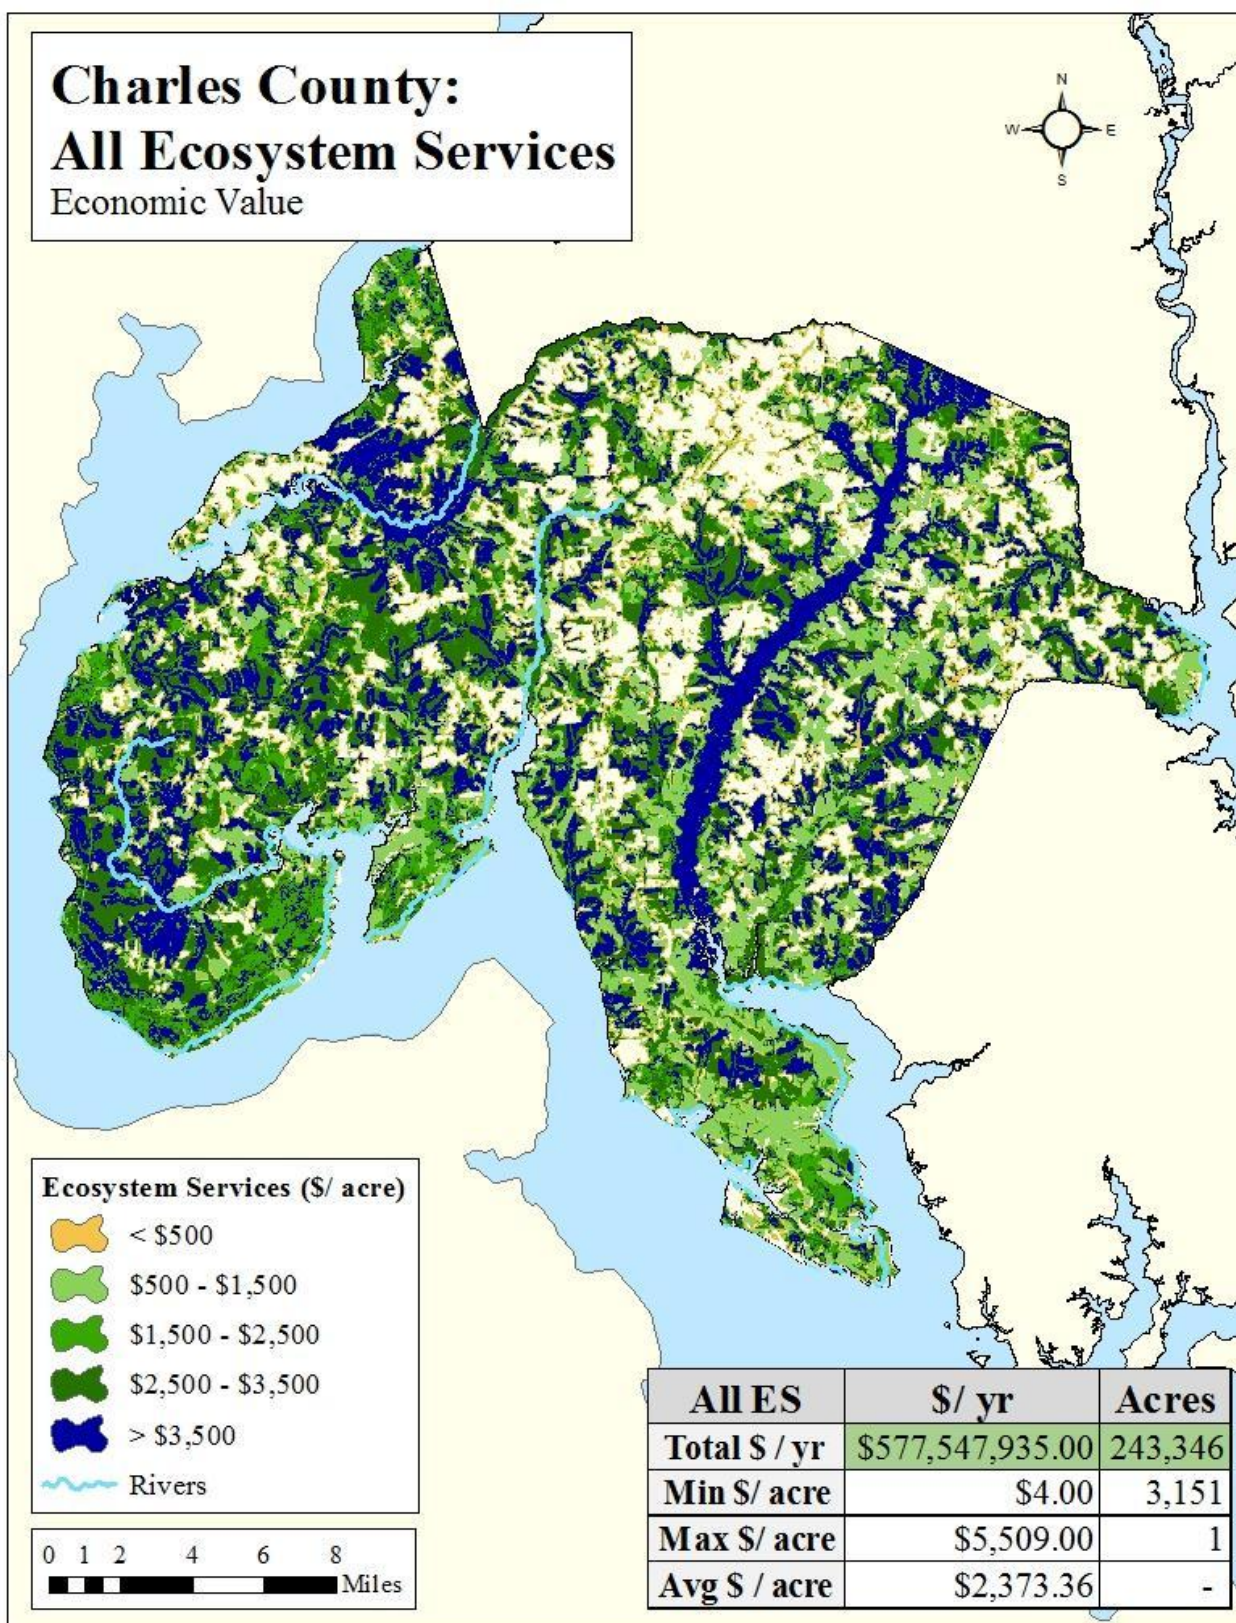 Charles County:
All Ecosystem Services
Economic Value
N
W E
S
Ecosystem Services ($/ acre)
< $500
$500 - $1,500
$1,500 - $2,500
$2,500 - $3,500
> $3,500
Rivers
0 1 2 4 6 8
Miles
All ES $/ yr Acres
Total $ / yr $577,547,935.00 243,346
Min $/ acre $4.00 3,151
Max $/ acre $5,509.00 1
Avg $ / acre $2,373.36 -